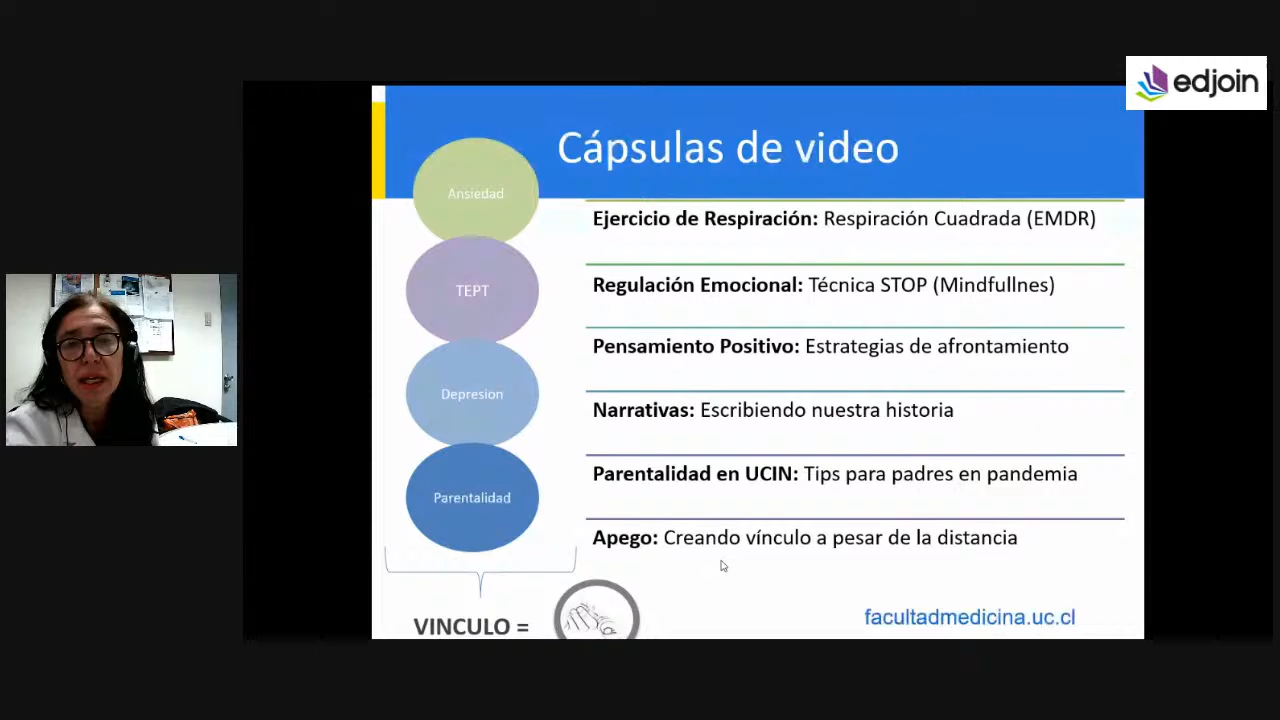 edjoin
Cápsulas de video
Ansiedad
TEPT
Depresion
Parentalidad
Ejercicio de Respiración: Respiración Cuadrada (EMDR)
Regulación Emocional: Técnica STOP (Mindfullnes)
Pensamiento Positivo: Estrategias de afrontamiento
Narrativas: Escribiendo nuestra historia
Parentalidad en UCIN: Tips para padres en pandemia
Apego: Creando vínculo a pesar de la distancia
VINCULO =
facultadmedicina.uc.cl